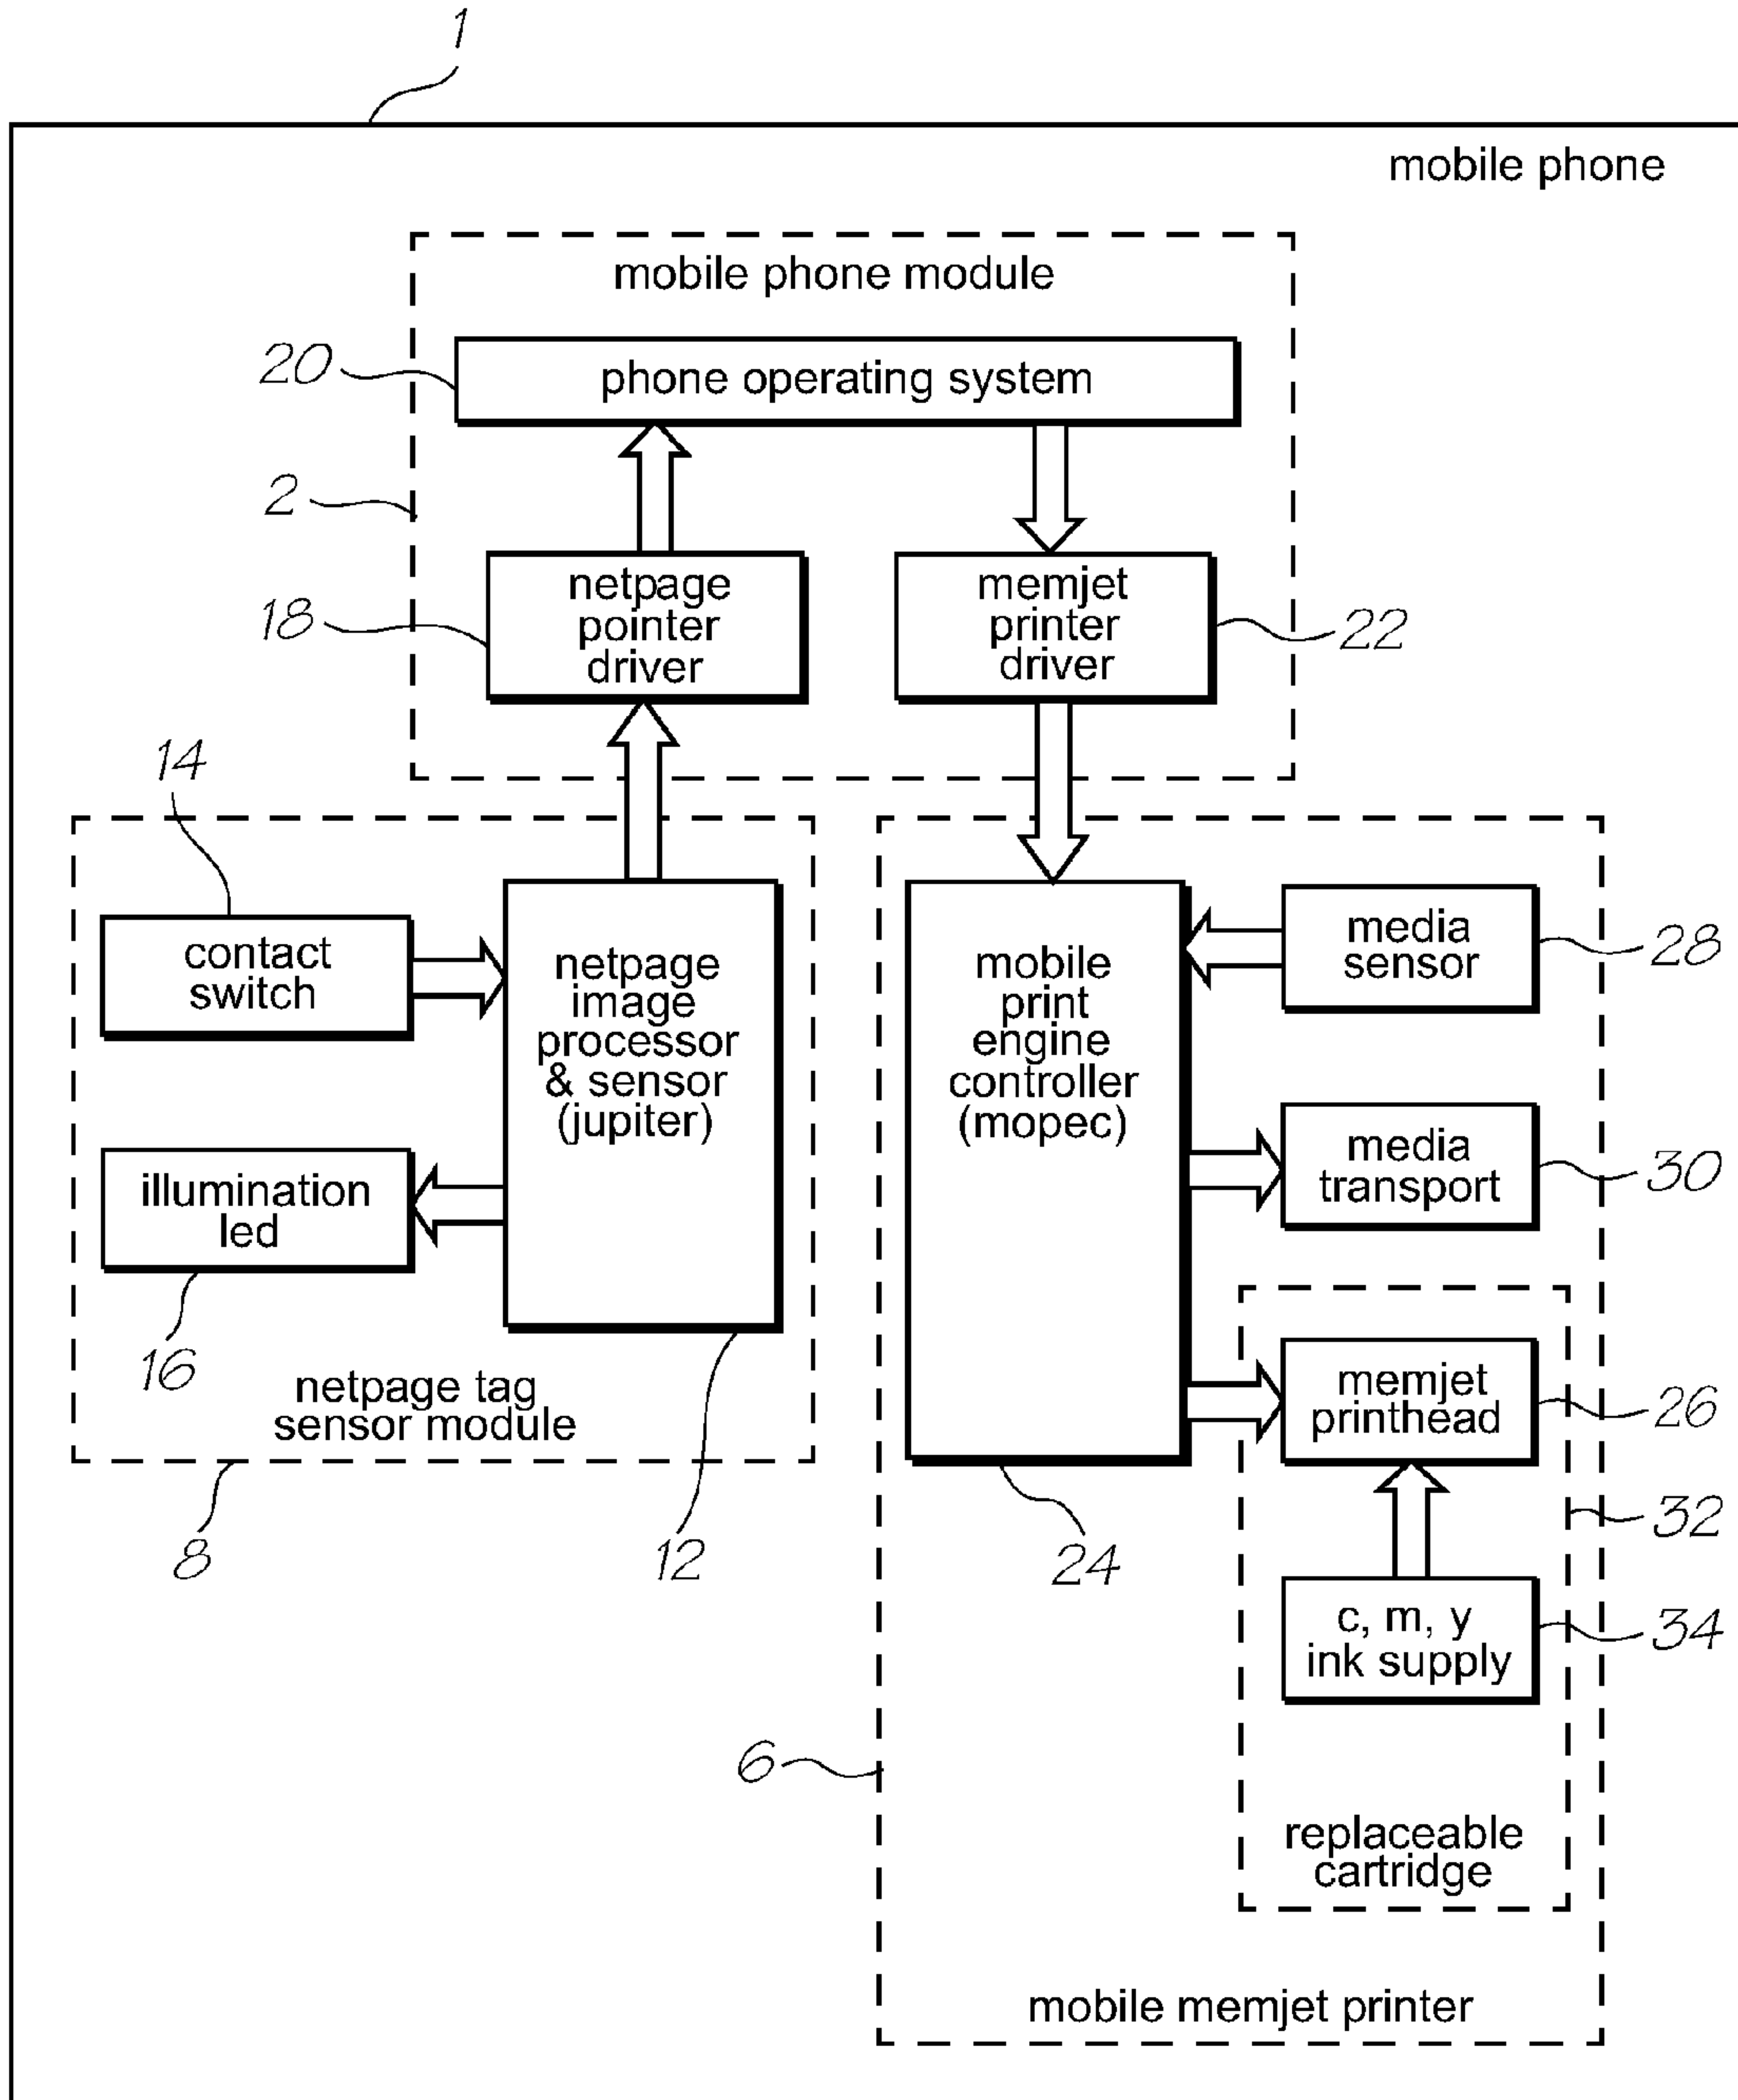 1
mobile phone
mobile phone module
20
phone operating system
2
18
netpage
pointer
driver
memjet
printer
driver
22
14
contact
switch
netpage
image
processor
& sensor
(jupiter)
illumination
led
16
netpage tag
sensor module
8
12
mobile
print
engine
controller
(mopec)
media
sensor
28
media
transport
30
memjet
printhead
26
32
24
c, m, y
ink supply
34
6
replaceable
cartridge
mobile memjet printer